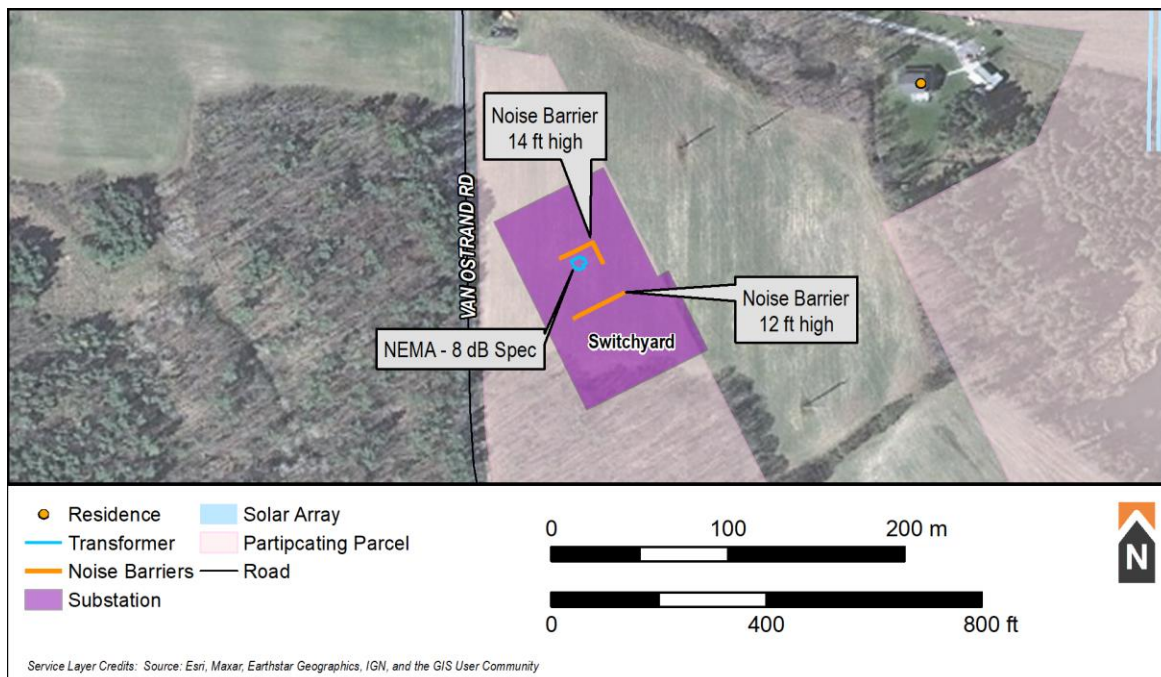 Noise Barrier
14 ft high
VAN OSTRAND RD
Noise Barrier
12 ft high
NEMA - 8 dB Spec
Switchyard
Residence
Transformer
Noise Barriers
Substation
Solar Array
Partipcating Parcel
Road
0 100 200 m
0 400 800 ft
N
Service Layer Credits: Source: Esri, Maxar, Earthstar Geographics, IGN, and the GIS User Community